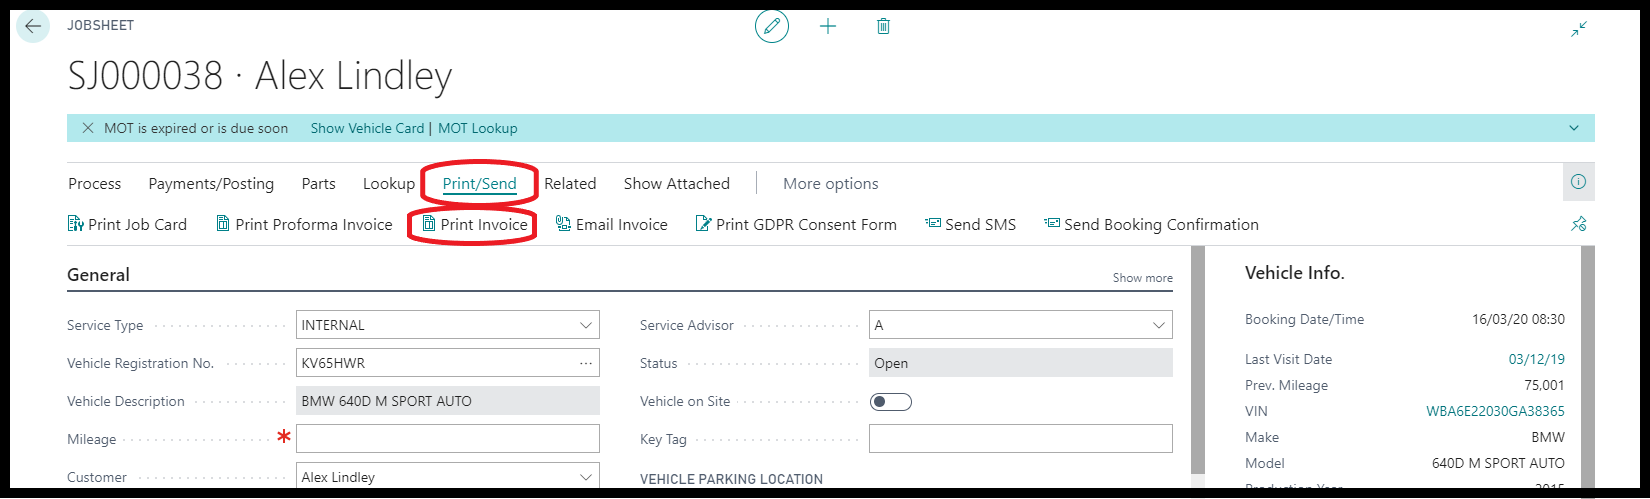 JOBSHEET
SJ000038 · Alex Lindley
MOT is expired or is due soon Show Vehicle Card | MOT Lookup
Process Payments/Posting Parts Lookup Print/Send Related Show Attached More options
Print Job Card Print Proforma Invoice Print Invoice Email Invoice Print GDPR Consent Form Send SMS Send Booking Confirmation
General Show more
Service Type INTERNAL
Vehicle Registration No. KV65HWR
Vehicle Description BMW 640D M SPORT AUTO
Mileage *
Customer Alex Lindley
Service Advisor A
Status Open
Vehicle on Site
Key Tag
VEHICLE PARKING LOCATION
Vehicle Info.
Booking Date/Time 16/03/20 08:30
Last Visit Date 03/12/19
Prev. Mileage 75,001
VIN WBA6E22030GA38365
Make BMW
Model 640D M SPORT AUTO
Production Year 2015